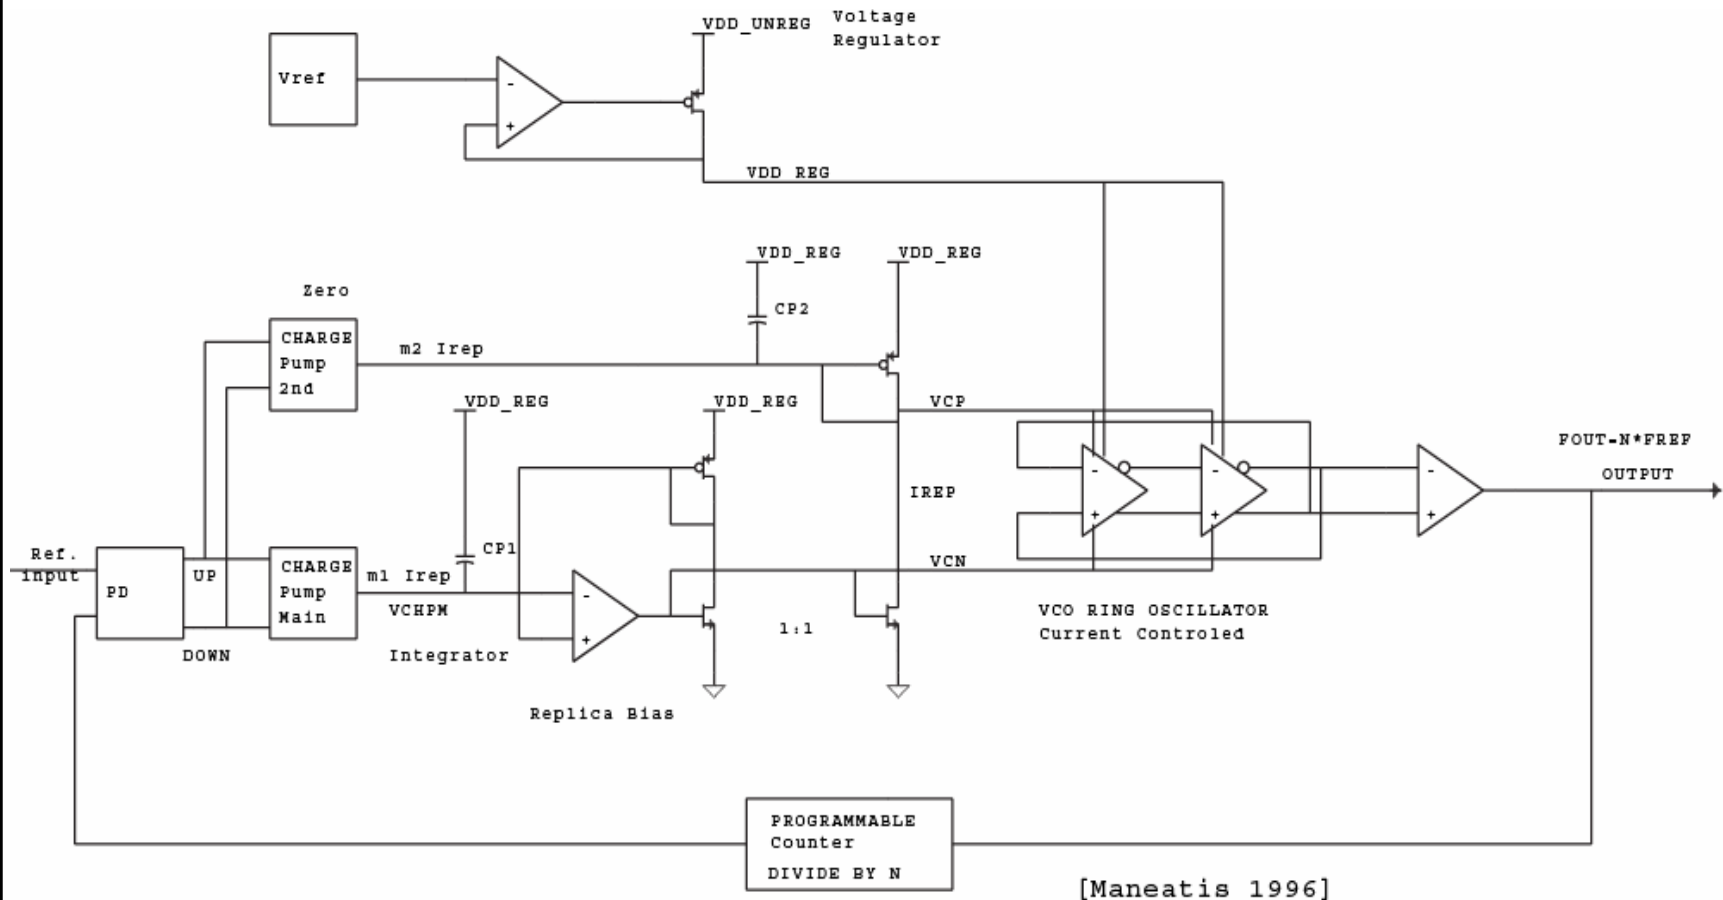 VDD_UNREG
Voltage
Regulator
Vref
-
+
VDD REG
VDD_REG
VDD_REG
Zero
CP2
CHARGE
Pump
2nd
m2 Irep
VDD_REG
VDD_REG
VCP
FOUT-N*FREF
OUTPUT
-
-
-
+
+
+
IREP
Ref.
input
PD
UP
DOWN
CHARGE
Pump
Main
m1 Irep
VCHPM
CP1
Integrator
-
+
VCN
1:1
VCO RING OSCILLATOR
Current Controled
Replica Bias
PROGRAMMABLE
Counter
DIVIDE BY N
[Maneatis 1996]